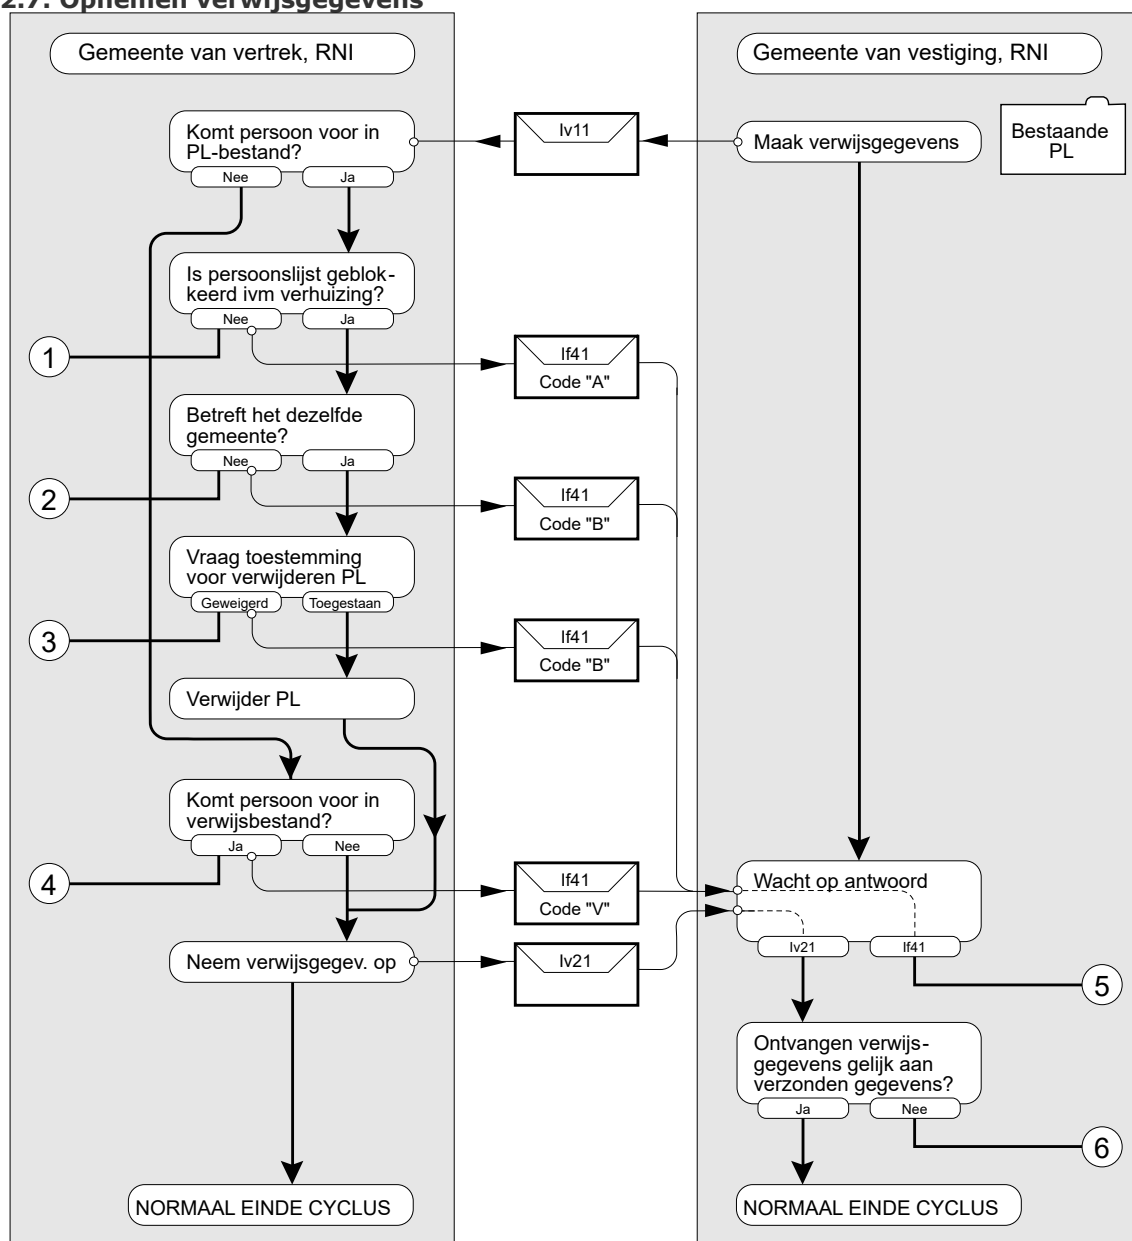 2.7. Opnemen verwijsgegevens
Gemeente van vertrek, RNI
Gemeente van vestiging, RNI
Komt persoon voor in
PL-bestand?
Nee
Ja
Iv11
Maak verwijsgegevens
Bestaande
PL
Is persoonslijst geblok-
keerd ivm verhuizing?
Nee
Ja
1
If41
Code "A"
Betreft het dezelfde
gemeente?
Nee
Ja
2
If41
Code "B"
Vraag toestemming
voor verwijderen PL
Geweigerd
Toegestaan
3
If41
Code "B"
Verwijder PL
Komt persoon voor in
verwijsbestand?
Ja
Nee
4
If41
Code "V"
Wacht op antwoord
Iv21
If41
5
Neem verwijsgegev. op
Iv21
Ontvangen verwijs-
gegevens gelijk aan
verzonden gegevens?
Ja
Nee
6
NORMAAL EINDE CYCLUS
NORMAAL EINDE CYCLUS